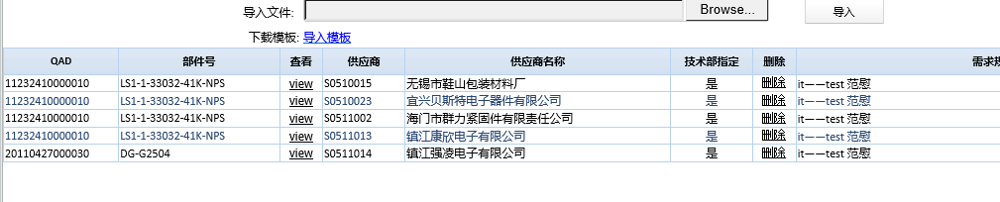 导入文件: Browse... 导入
下载模板: 导入模板
QAD 部件号 查看 供应商 供应商名称 技术部指定 删除
11232410000010 LS1-1-33032-41K-NPS view S0510015 无锡市鞋山包装材料厂 是 删除 it——test 范慰
11232410000010 LS1-1-33032-41K-NPS view S0510023 宜兴贝斯特电子器件有限公司 是 删除 it——test 范慰
11232410000010 LS1-1-33032-41K-NPS view S0511002 海门市群力紧固件有限责任公司 是 删除 it——test 范慰
11232410000010 LS1-1-33032-41K-NPS view S0511013 镇江康欣电子有限公司 是 删除 it——test 范慰
20110427000030 DG-G2504 view S0511014 镇江强凌电子有限公司 是 删除 it——test 范慰